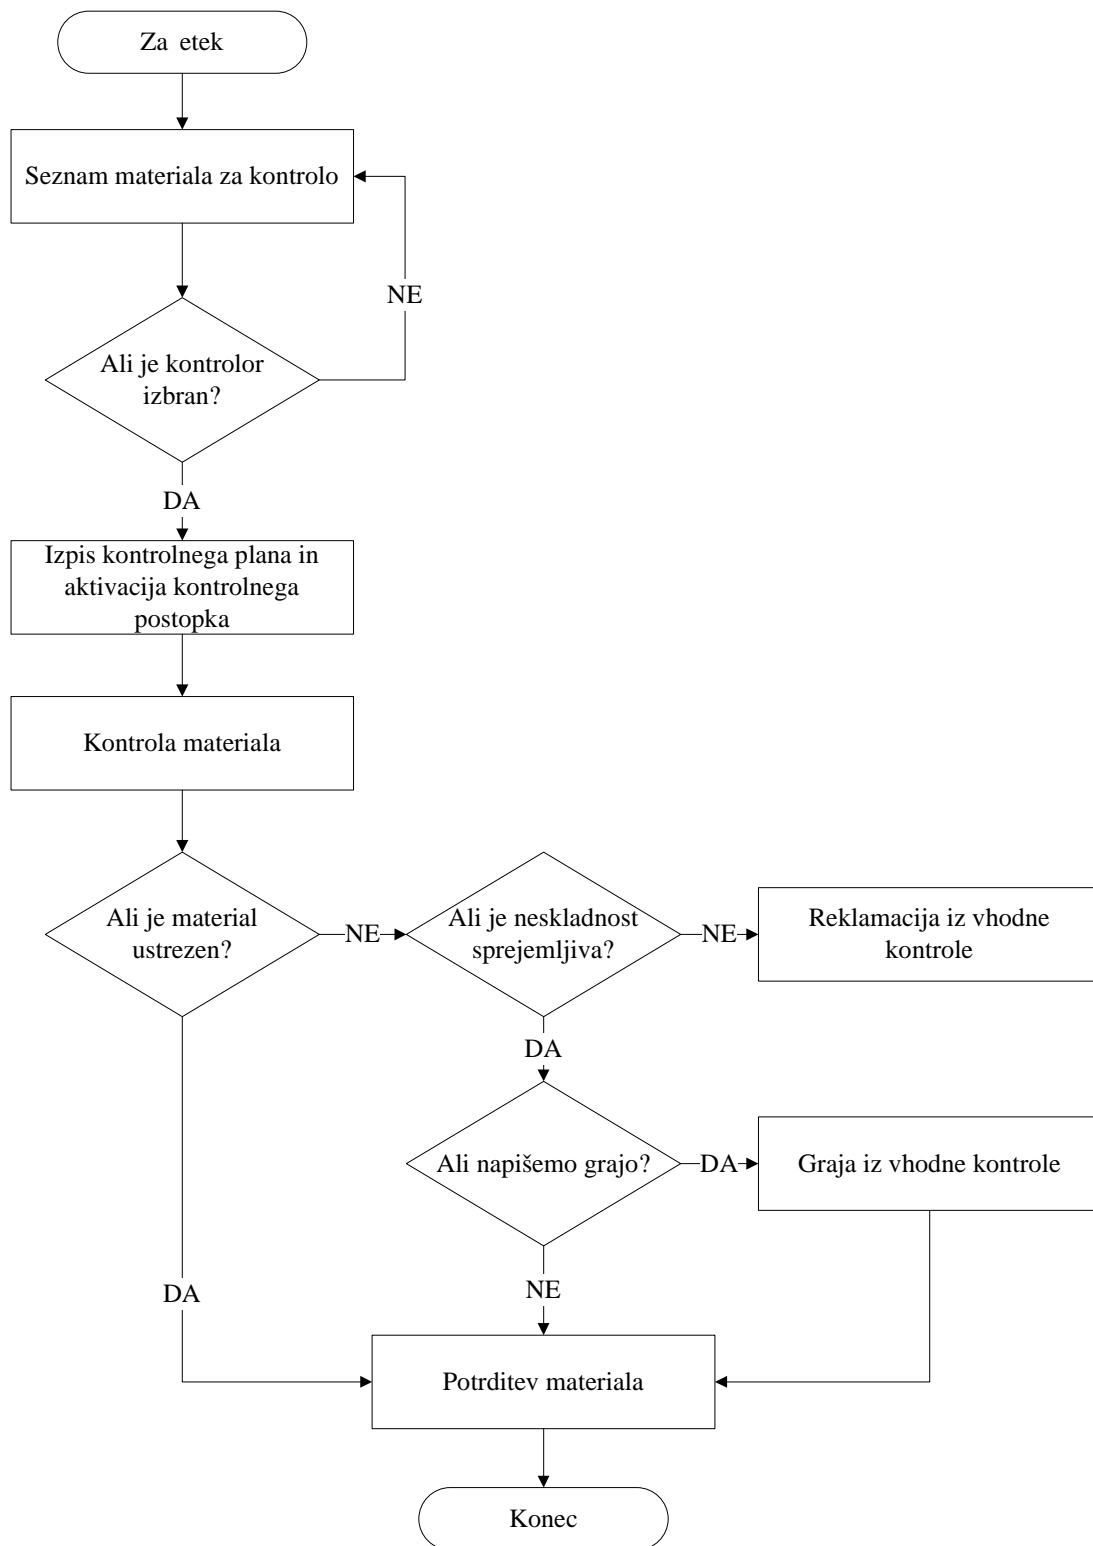 Za etek
Seznam materiala za kontrolo
NE
Ali je kontrolor
izbran?
DA
Izpis kontrolnega plana in
aktivacija kontrolnega
postopka
Kontrola materiala
Ali je material
ustrezen?
NE
Ali je neskladnost
sprejemljiva?
NE
Reklamacija iz vhodne
kontrole
DA
Ali napišemo grajo?
DA
Graja iz vhodne kontrole
DA
NE
Potrditev materiala
Konec